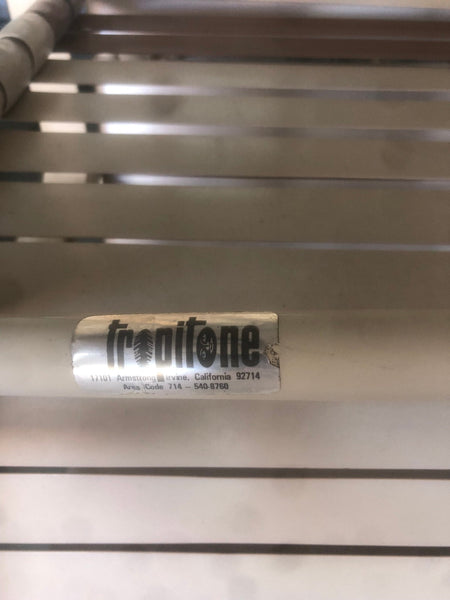 tropitone
17101 Armstrong Irvine, California 92714
Area Code 714 – 540-8760